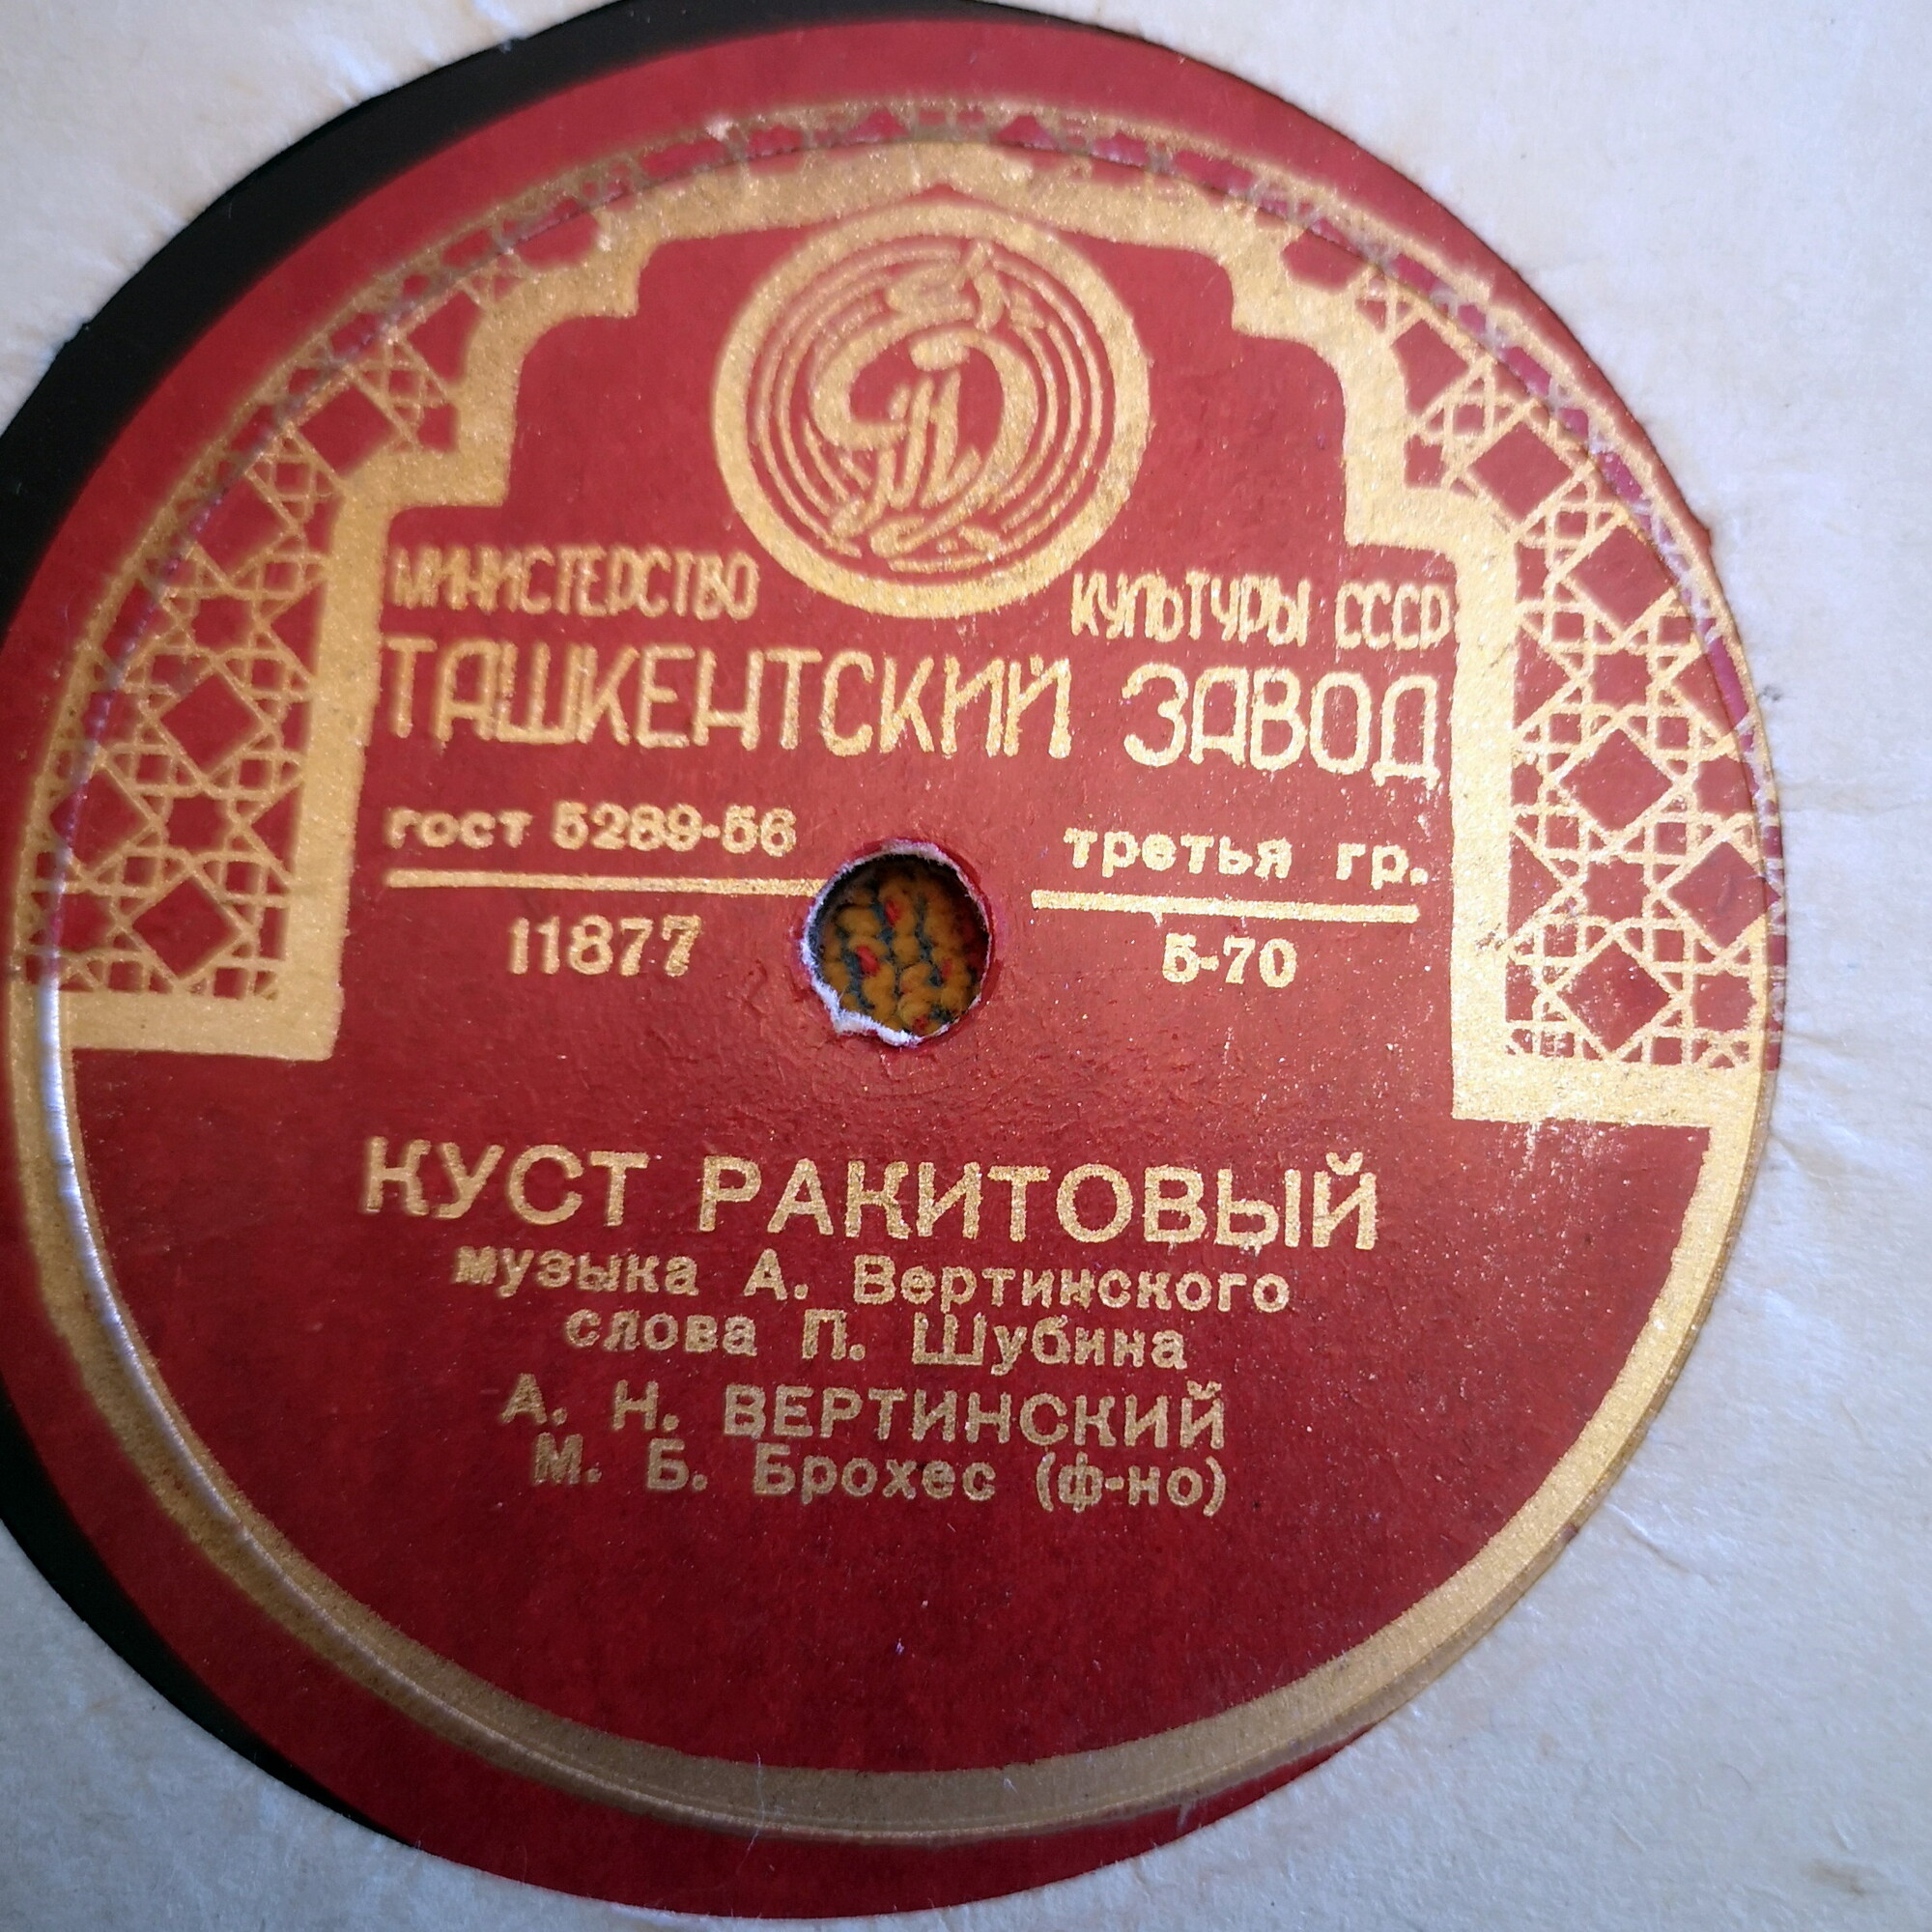 МИНИСТЕРСТВО КУЛЬТУРЫ СССР
ТАШКЕНТСКИЙ ЗАВОД
гост 5289-56 третья гр.
11877 5-70
КУСТ РАКИТОВЫЙ
музыка А. Вертинского
слова П. Шубина
А. Н. ВЕРТИНСКИЙ
М. Б. Брохес (ф-но)